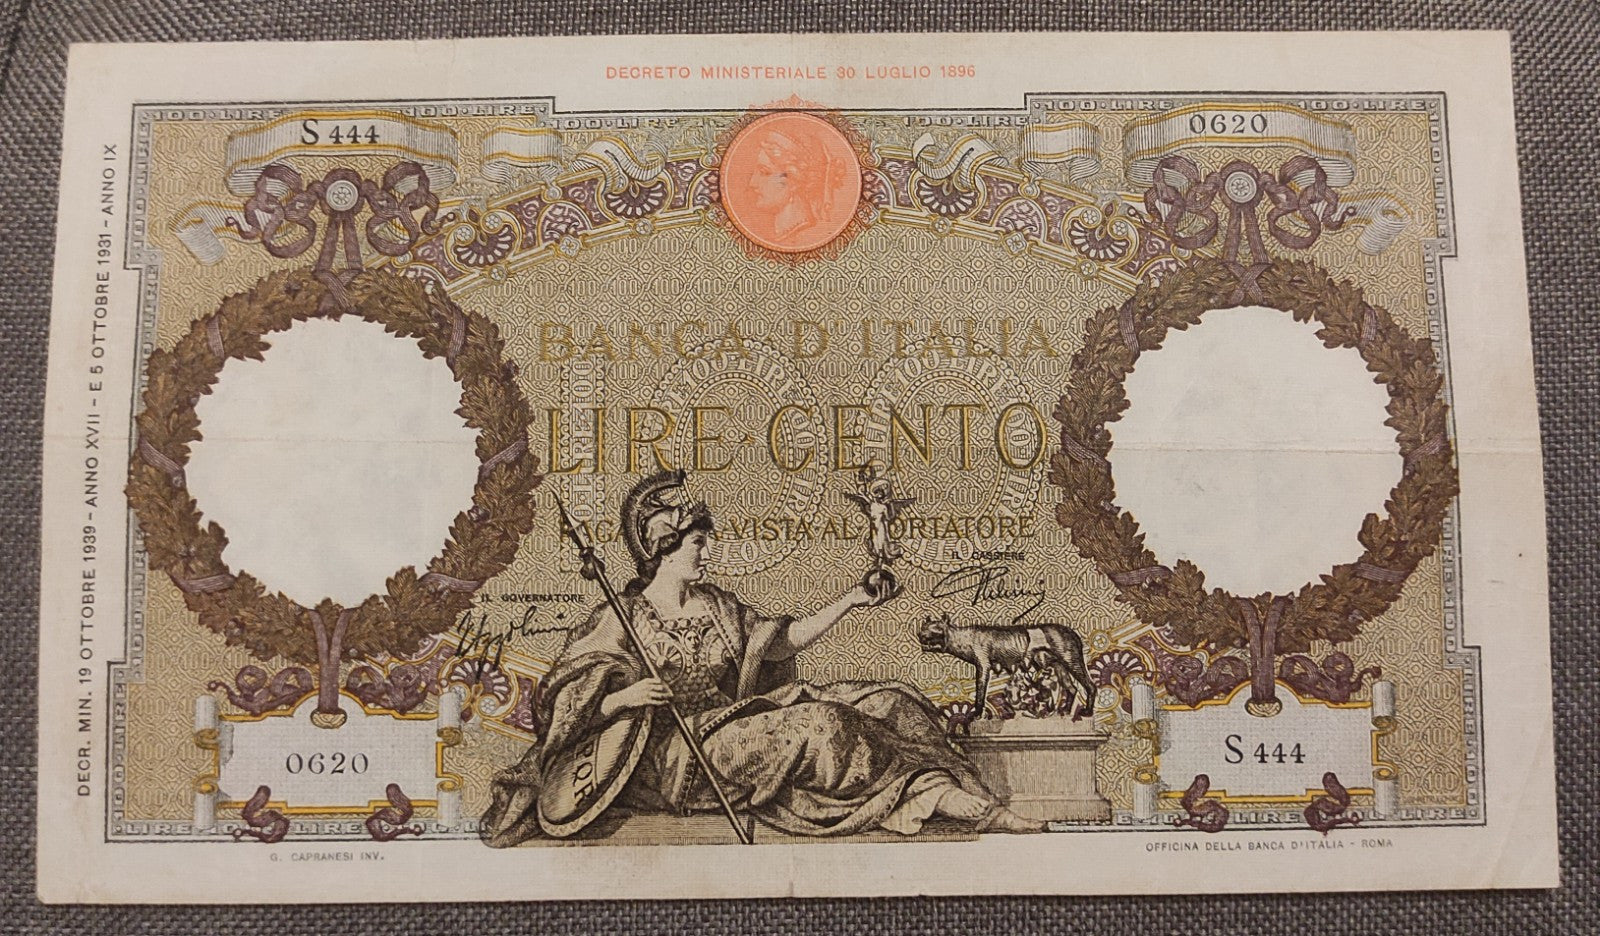 DECRETO MINISTERIALE 30 LUGLIO 1896
S 444
0620
DECR. MIN. 19 OTTOBRE 1939 - ANNO XVII - E 5 OTTOBRE 1931 - ANNO IX
BANCA D'ITALIA
LIRE·CENTO
VISTA AL PORTATORE
IL CASSIERE
IL GOVERNATORE
0620
S 444
G. CAPRANESI INV.
OFFICINA DELLA BANCA D'ITALIA - ROMA